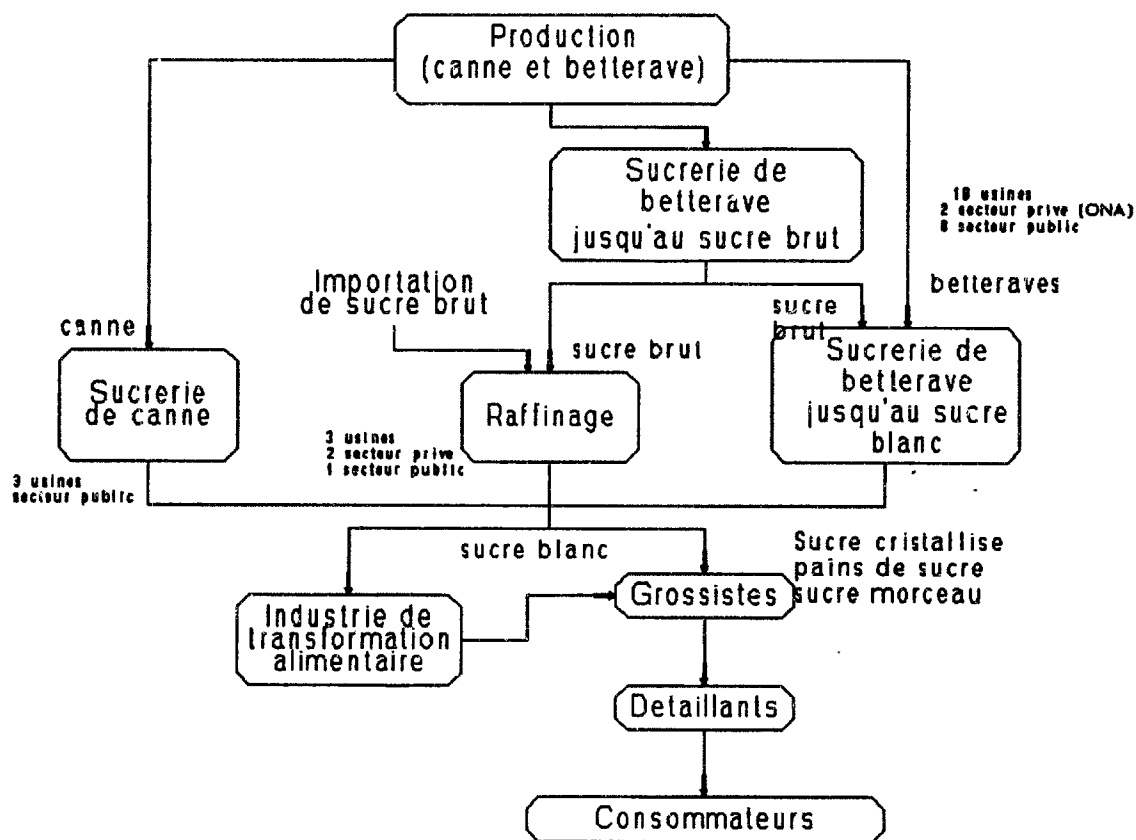 Production
(canne et betterave)
Sucrerie de
betterave
jusqu'au sucre brut
usines
2 secteur prive (ONA)
8 secteur public
Importation
de sucre brut
betteraves
canne
sucre brut
sucre
brut
Sucrerie
de canne
Raffinage
Sucrerie de
betterave
jusqu'au sucre
blanc
3 usines
2 secteur prive
1 secteur public
3 usines
secteur public
sucre blanc
Sucre cristallise
pains de sucre
sucre morceau
Industrie de
transformation
alimentaire
Grossistes
Detaillants
Consommateurs